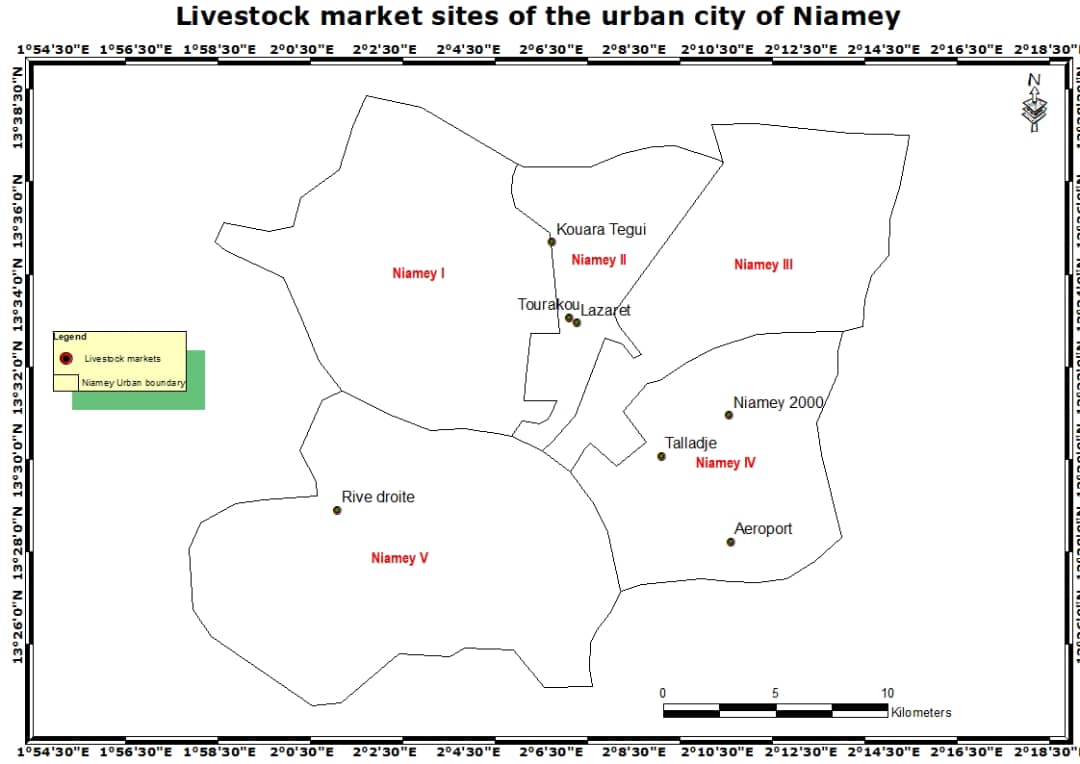 Livestock market sites of the urban city of Niamey
1°54'30"E 1°56'30"E 1°58'30"E 2°0'30"E 2°2'30"E 2°4'30"E 2°6'30"E 2°8'30"E 2°10'30"E 2°12'30"E 2°14'30"E 2°16'30"E 2°18'30"E
N
13°38'30"N
13°36'0"N
13°34'0"N
13°32'0"N
13°30'0"N
13°28'0"N
13°26'0"N
Kouara Tegui
Niamey II
Niamey III
Niamey I
Tourakou
Lazaret
Legend
Livestock markets
Niamey Urban boundary
Niamey 2000
Talladje
Niamey IV
Rive droite
Aeroport
Niamey V
0 5 10
Kilometers
1°54'30"E 1°56'30"E 1°58'30"E 2°0'30"E 2°2'30"E 2°4'30"E 2°6'30"E 2°8'30"E 2°10'30"E 2°12'30"E 2°14'30"E 2°16'30"E 2°18'30"E